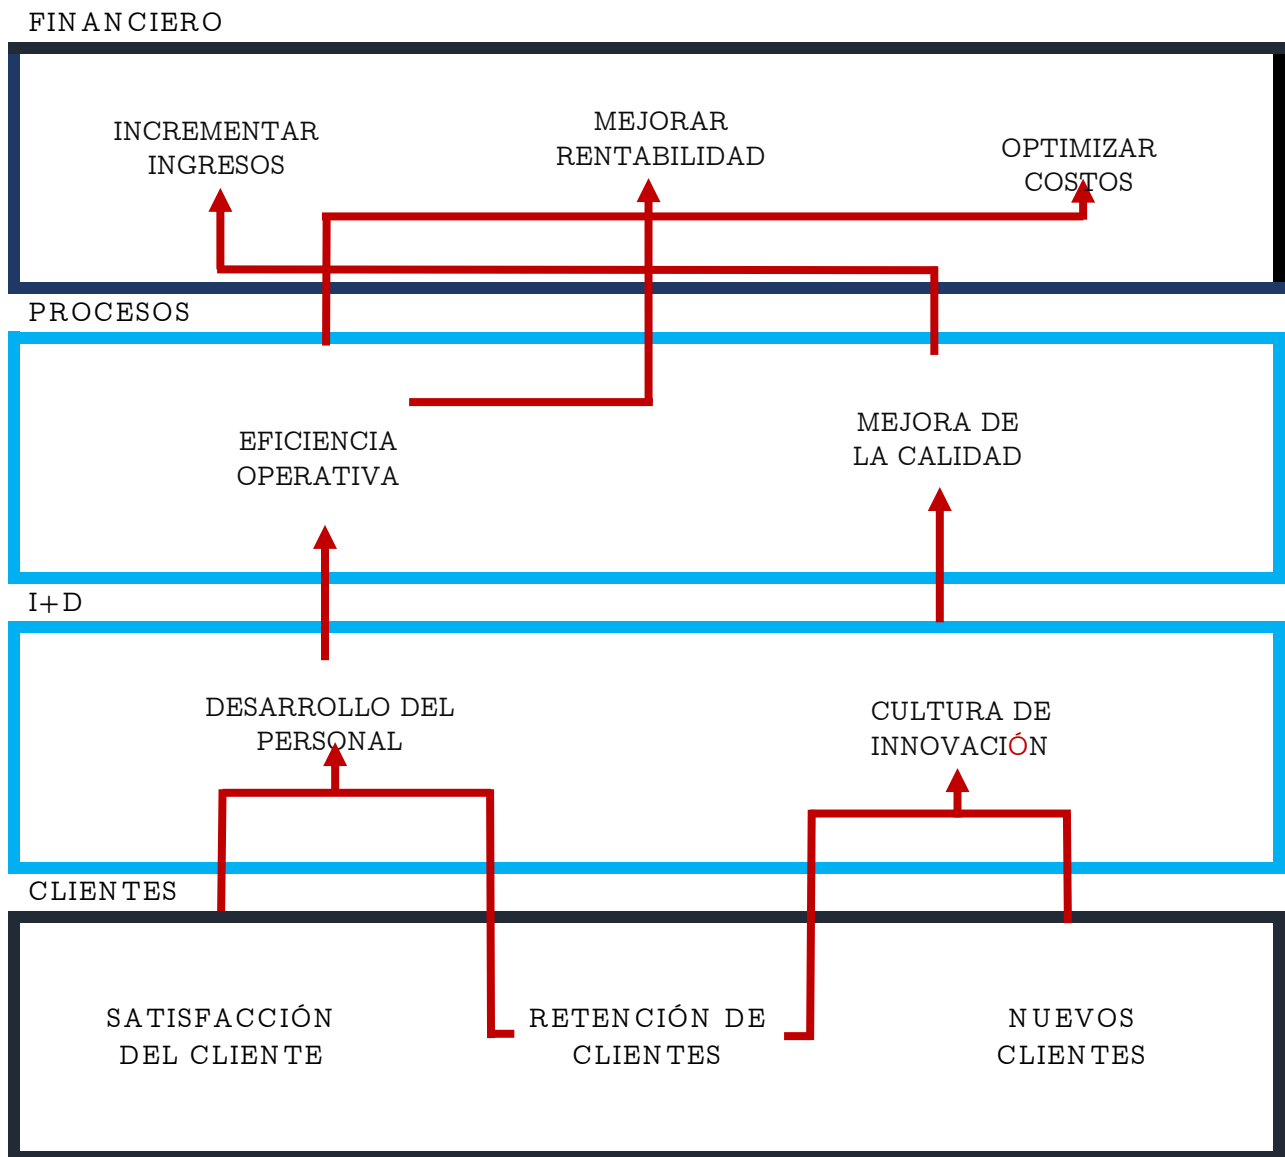 FINANCIERO
INCREMENTAR
INGRESOS
MEJORAR
RENTABILIDAD
OPTIMIZAR
COSTOS
PROCESOS
EFICIENCIA
OPERATIVA
MEJORA DE
LA CALIDAD
I+D
DESARROLLO DEL
PERSONAL
CULTURA DE
INNOVACIÓN
CLIENTES
SATISFACCIÓN
DEL CLIENTE
RETENCIÓN DE
CLIENTES
NUEVOS
CLIENTES